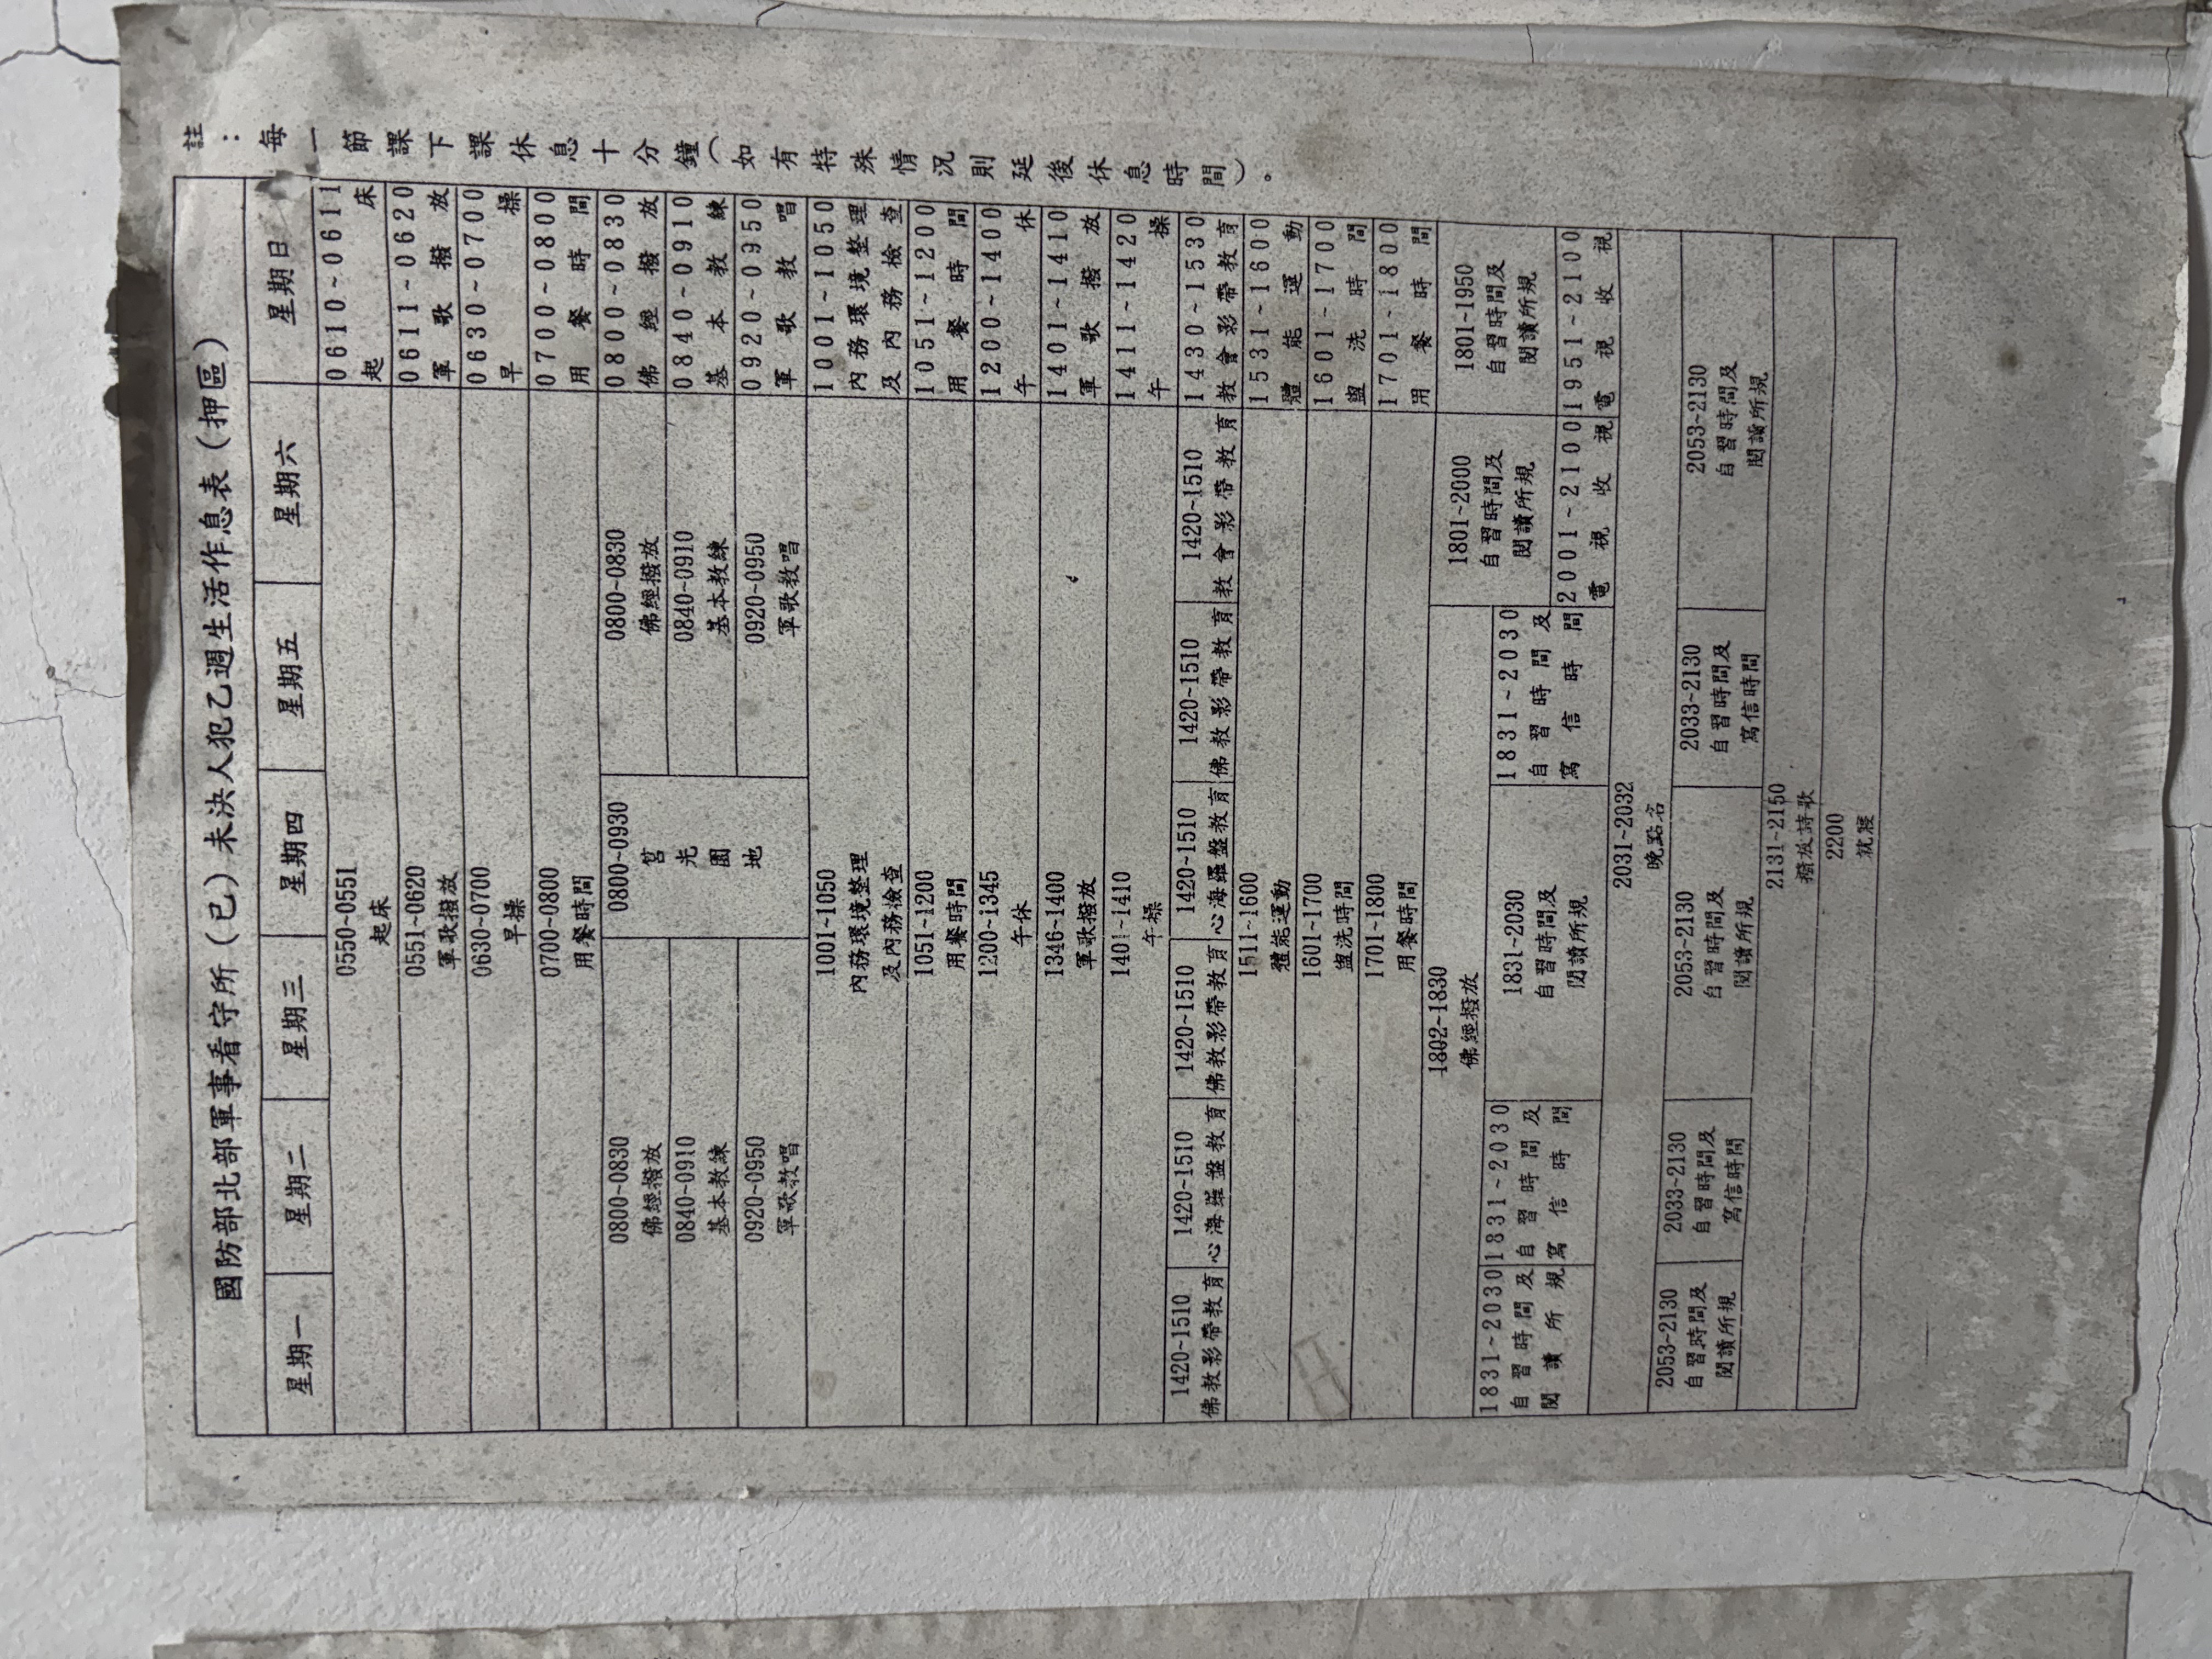 國防部北部軍事看守所（已）未決人犯乙週生活作息表（押區）
星期一 星期二 星期三 星期四 星期五 星期六 星期日
0550~0551
起床
0610~0611
起床
0551~0620
軍歌撥放
0611~0620
軍歌撥放
0630~0700
早操
0630~0700
早操
0700~0800
用餐時間
0700~0800
用餐時間
0800~0830
佛經撥放
0840~0910
基本教練
0920~0950
軍歌教唱
0800~0930
莒
光
園
地
0800~0830
佛經撥放
0840~0910
基本教練
0920~0950
軍歌教唱
0800~0830
佛經撥放
0840~0910
基本教練
0920~0950
軍歌教唱
1001~1050
內務環境整理
及內務檢查
1001~1050
內務環境整理
及內務檢查
1051~1200
用餐時間
1051~1200
用餐時間
1200~1345
午休
1200~1400
午休
1346~1400
軍歌撥放
1401~1410
軍歌撥放
1401~1410
午操
1411~1420
午操
1420~1510
佛教影帶教育
1420~1510
心海羅盤教育
1420~1510
佛教影帶教育
1420~1510
心海羅盤教育
1420~1510
佛教影帶教育
1420~1510
教會影帶教育
1430~1530
教會影帶教育
1511~1600
體能運動
1531~1600
體能運動
1601~1700
盥洗時間
1601~1700
盥洗時間
1701~1800
用餐時間
1701~1800
用餐時間
1802~1830
佛經撥放
1831~2030
自習時間及
閱讀所規
1831~2030
自習時間及
寫信時間
1831~2030
自習時間及
閱讀所規
1831~2030
自習時間及
寫信時間
1801~2000
自習時間及
閱讀所規
2001~2100
電視收視
1801~1950
自習時間及
閱讀所規
1951~2100
電視收視
2031~2032
晚點名
2053~2130
自習時間及
閱讀所規
2033~2130
自習時間及
寫信時間
2053~2130
自習時間及
閱讀所規
2033~2130
自習時間及
寫信時間
2053~2130
自習時間及
閱讀所規
2131~2150
撥放詩歌
2200
就寢
註：每一節課下課休息十分鐘（如有特殊情況則延後休息時間）。